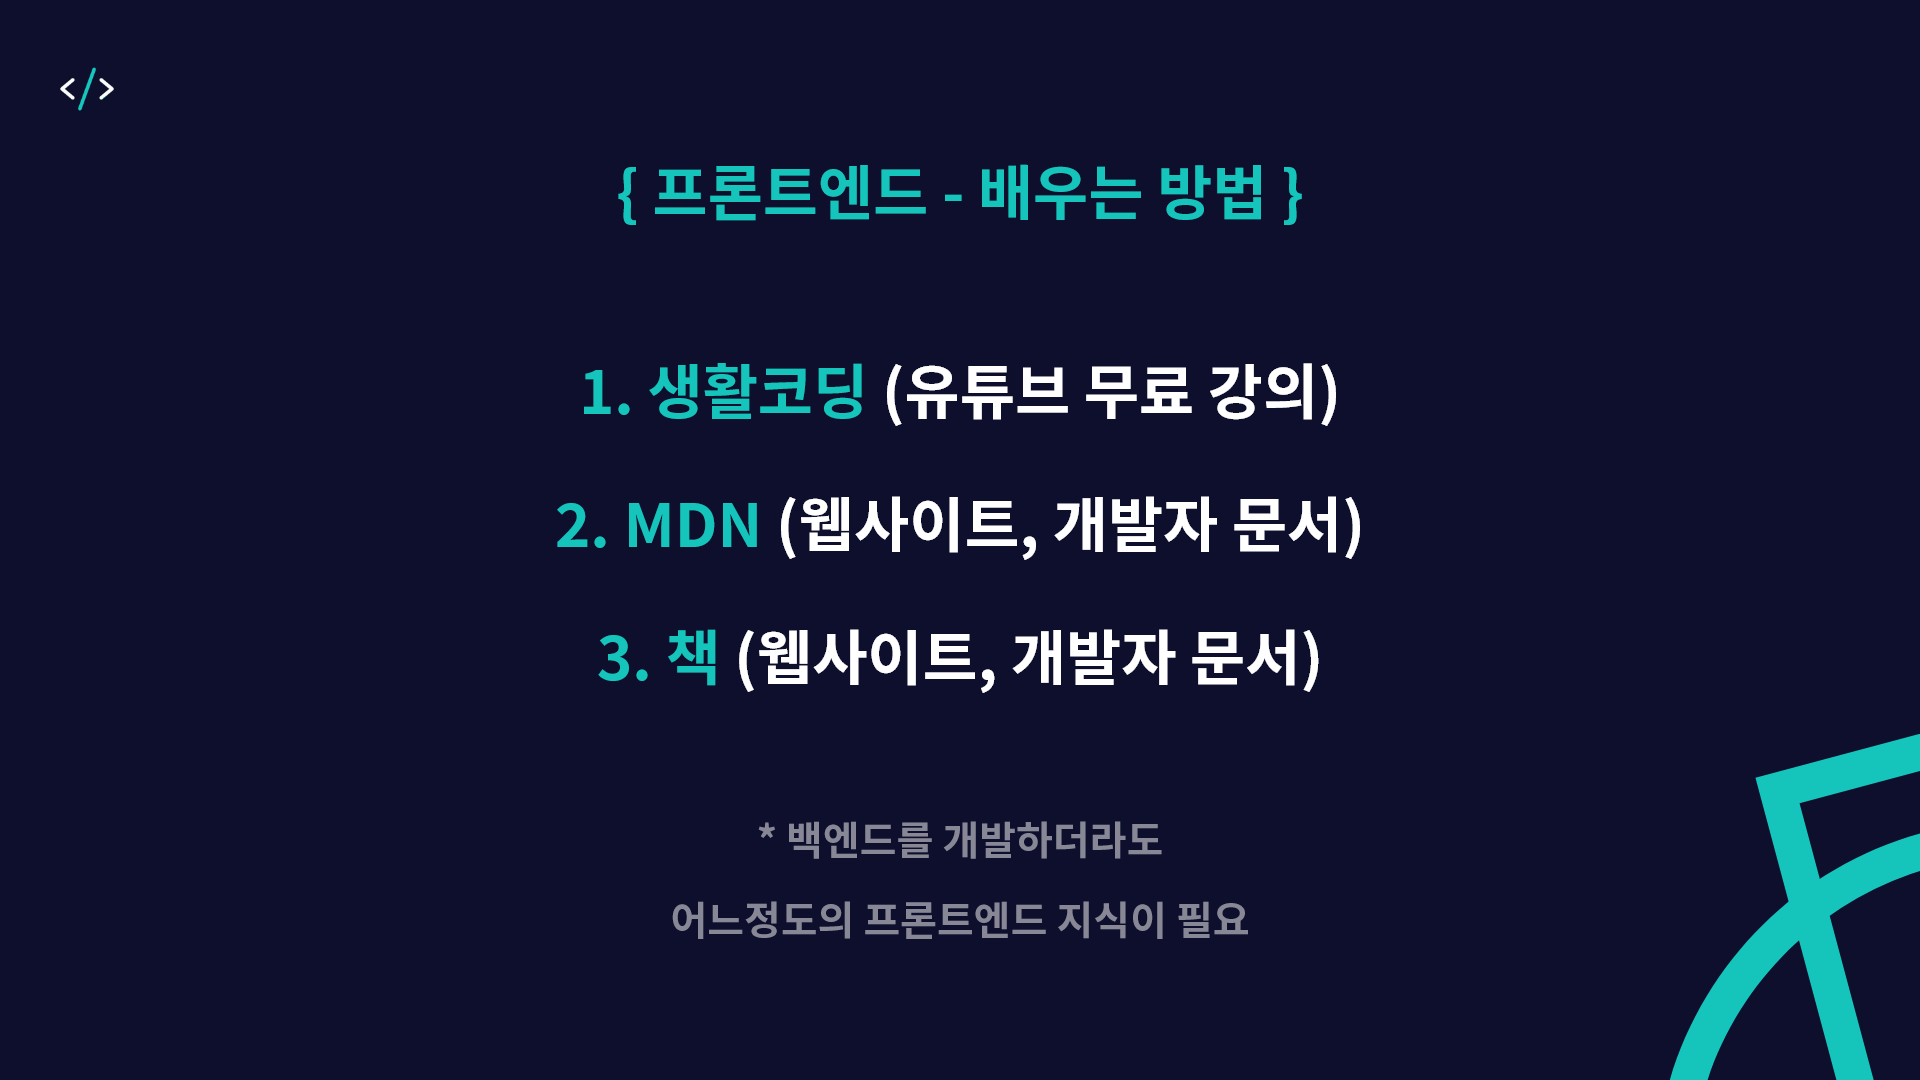 </>
{ 프론트엔드 - 배우는 방법 }
1. 생활코딩 (유튜브 무료 강의)
2. MDN (웹사이트, 개발자 문서)
3. 책 (웹사이트, 개발자 문서)
* 백엔드를 개발하더라도
어느정도의 프론트엔드 지식이 필요